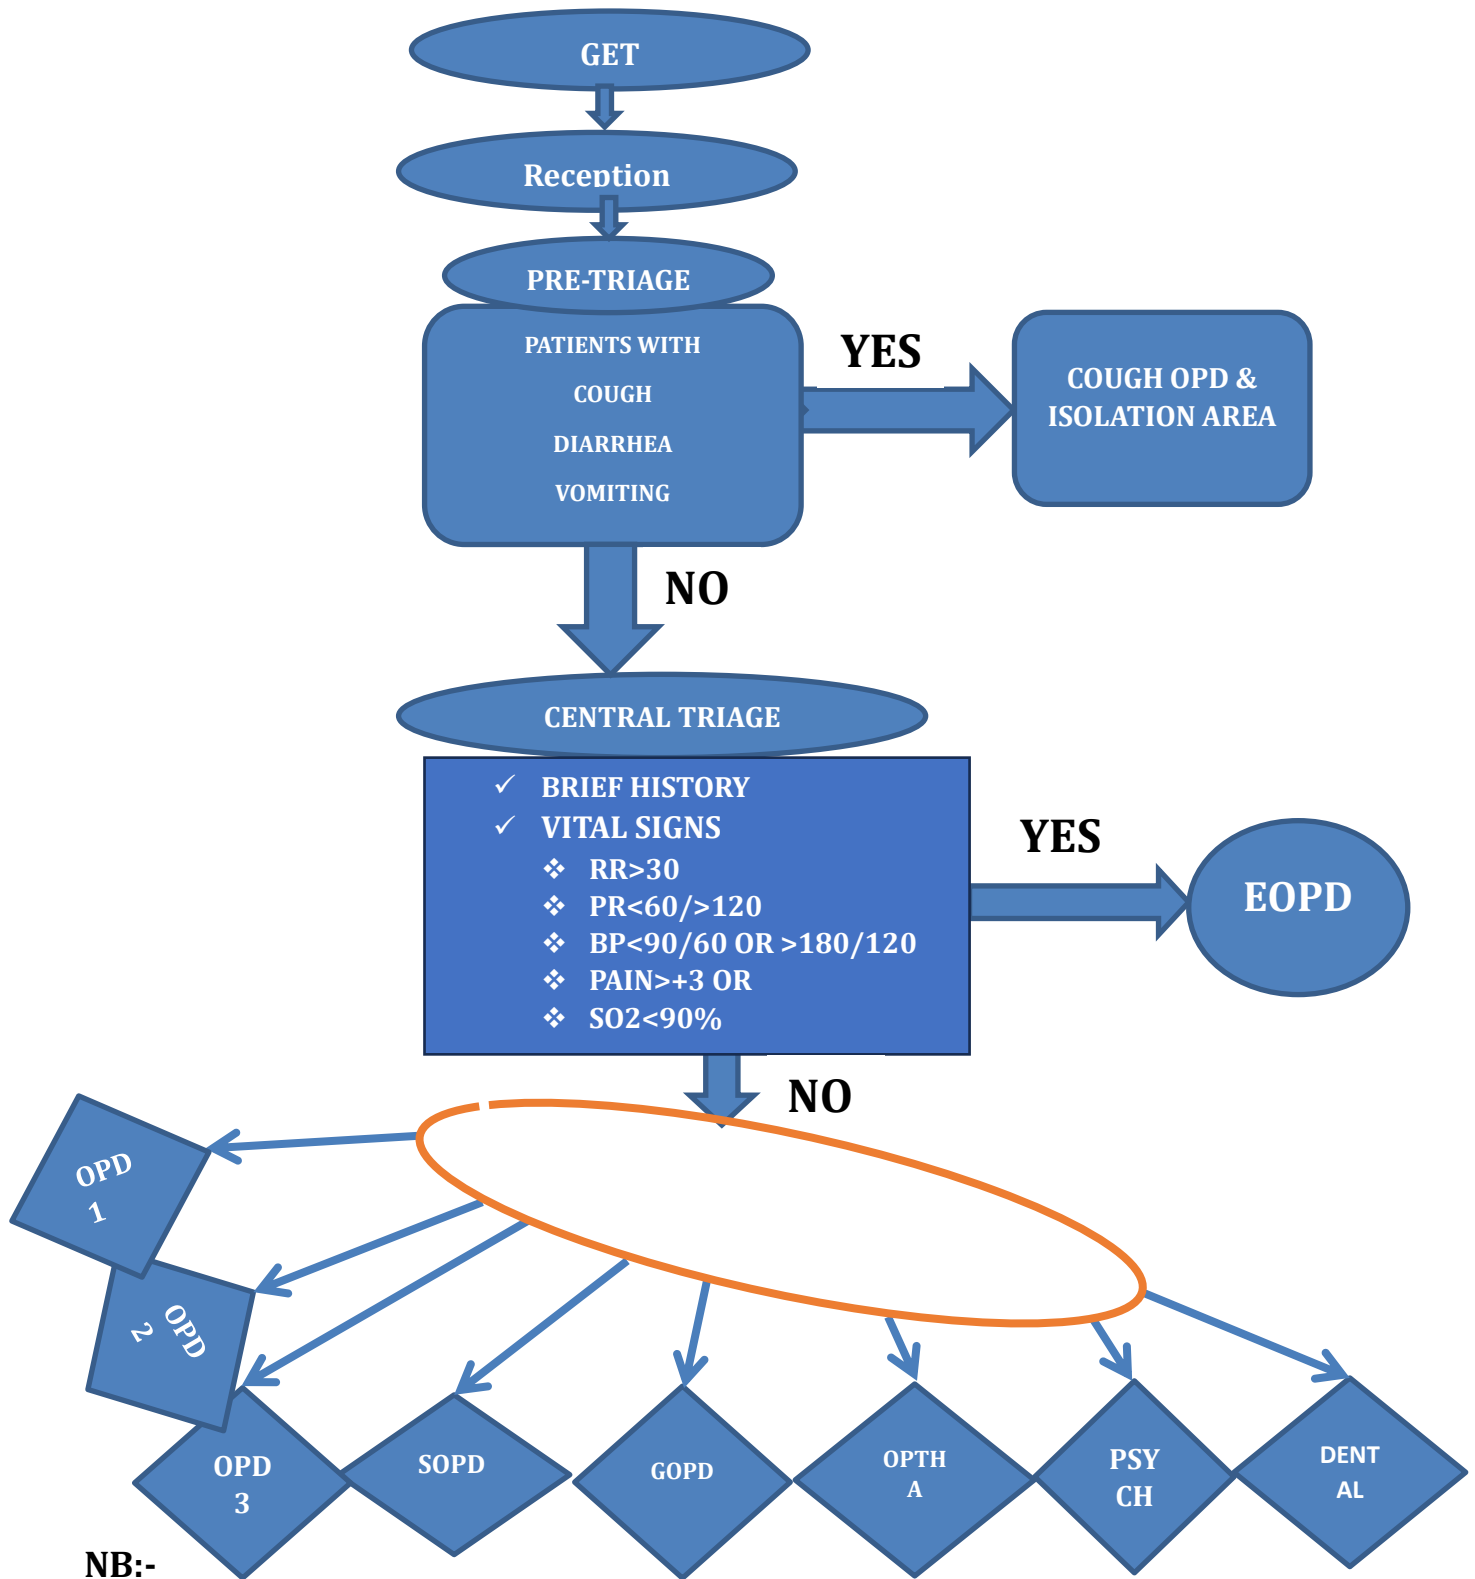 GET
Reception
PRE-TRIAGE
PATIENTS WITH
COUGH
DIARRHEA
VOMITING
YES
COUGH OPD &
ISOLATION AREA
NO
CENTRAL TRIAGE
✓ BRIEF HISTORY
✓ VITAL SIGNS
❖ RR>30
❖ PR<60/>120
❖ BP<90/60 OR >180/120
❖ PAIN>+3 OR
❖ SO2<90%
YES
EOPD
NO
OPD
1
OPD
2
OPD
3
SOPD
GOPD
OPTH
A
PSY
CH
DENT
AL
NB:-